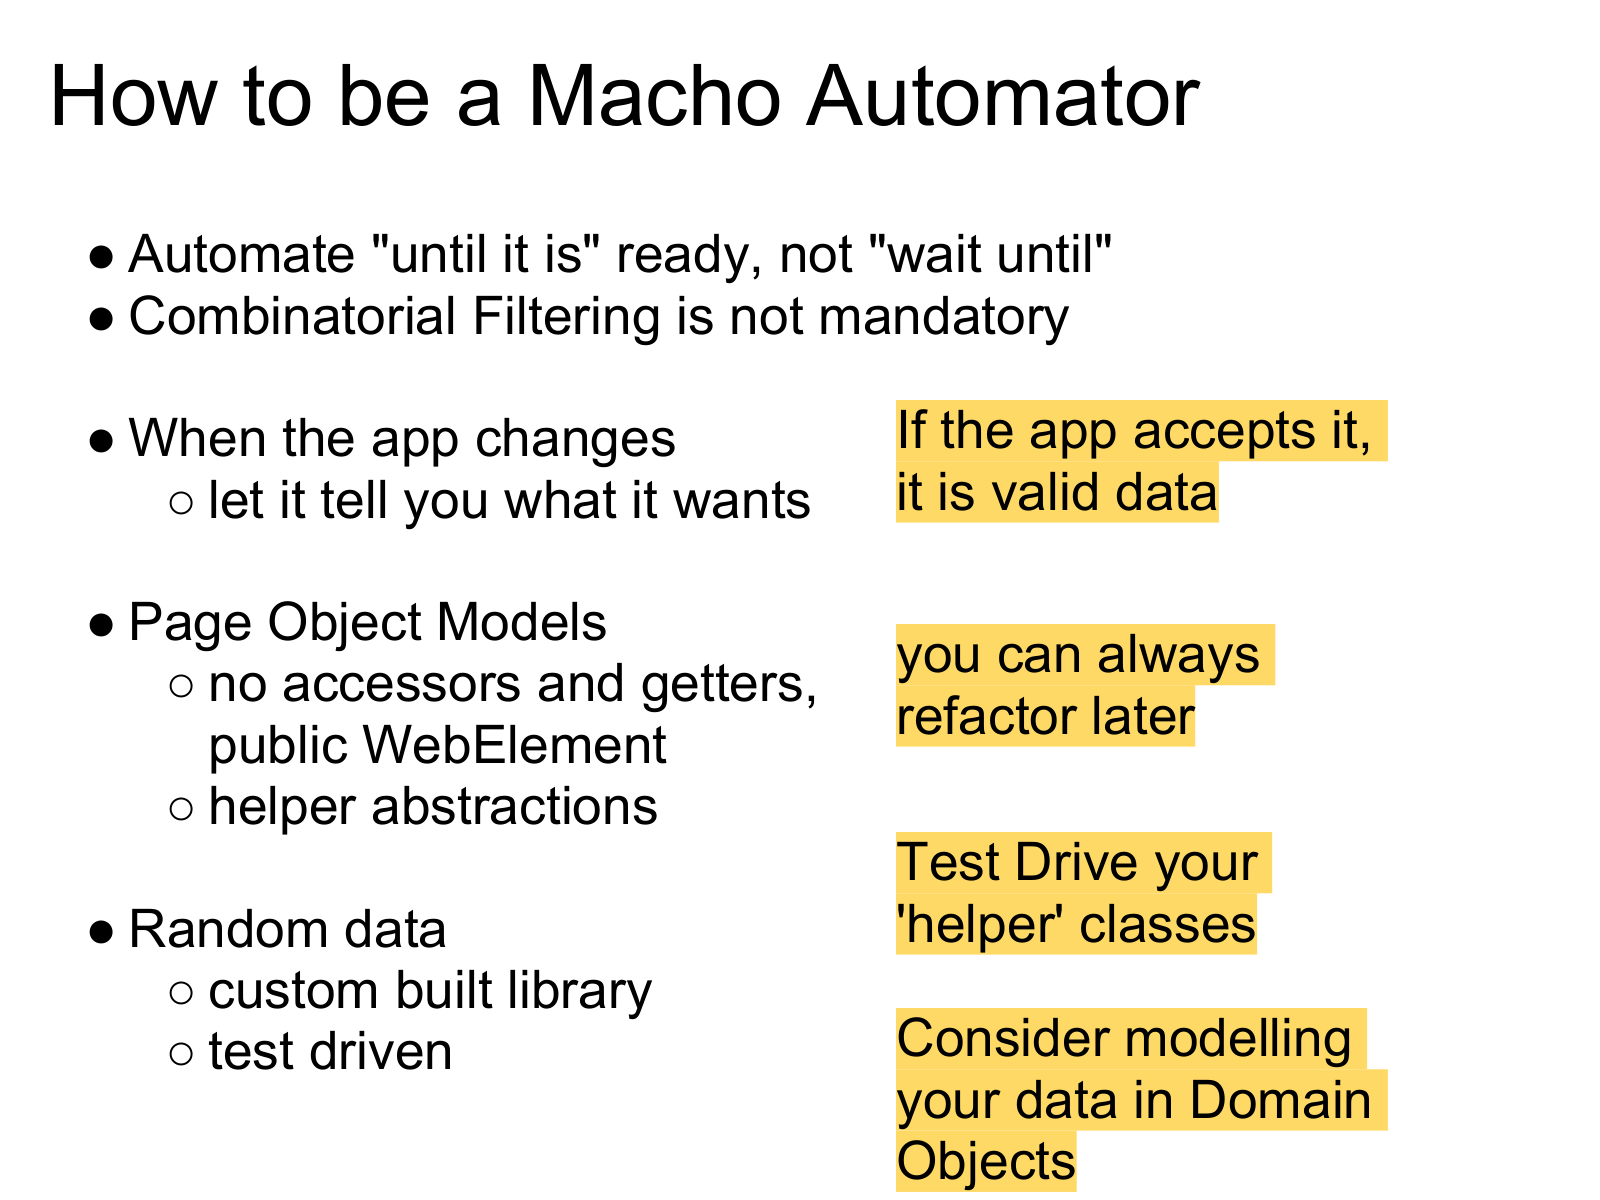 How to be a Macho Automator
● Automate "until it is" ready, not "wait until"
● Combinatorial Filtering is not mandatory
● When the app changes
○ let it tell you what it wants
● Page Object Models
○ no accessors and getters,
public WebElement
○ helper abstractions
● Random data
○ custom built library
○ test driven
If the app accepts it,
it is valid data
you can always
refactor later
Test Drive your
'helper' classes
Consider modelling
your data in Domain
Objects